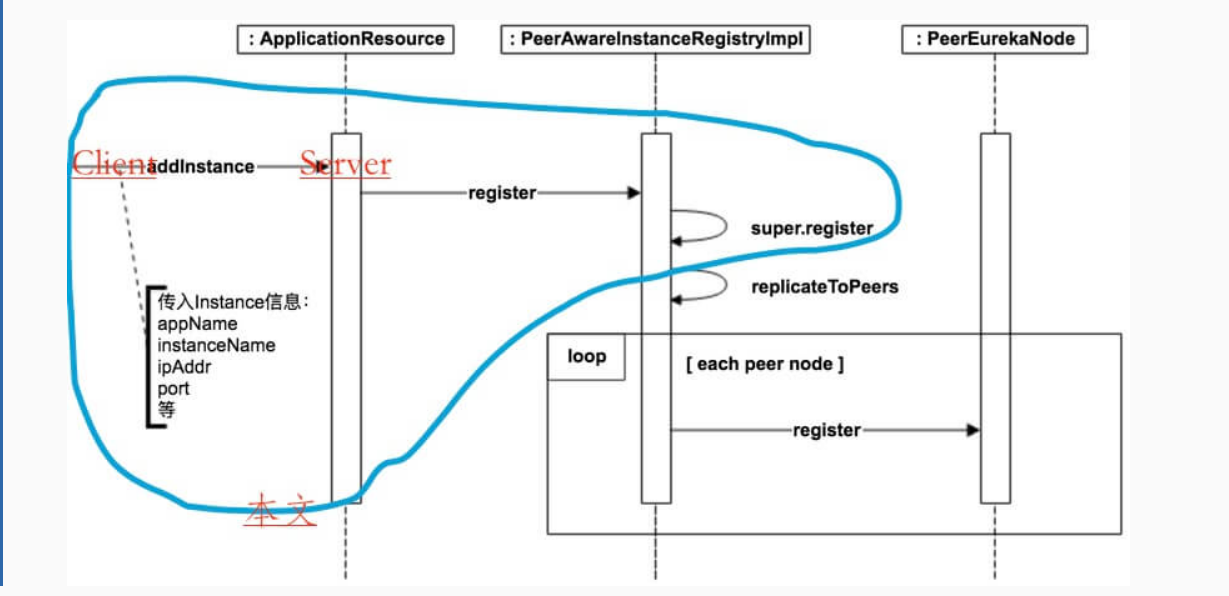 : ApplicationResource
: PeerAwareInstanceRegistryImpl
: PeerEurekaNode
Client
addInstance
Server
register
super.register
replicateToPeers
传入Instance信息：
appName
instanceName
ipAddr
port
等
loop
[ each peer node ]
register
本文